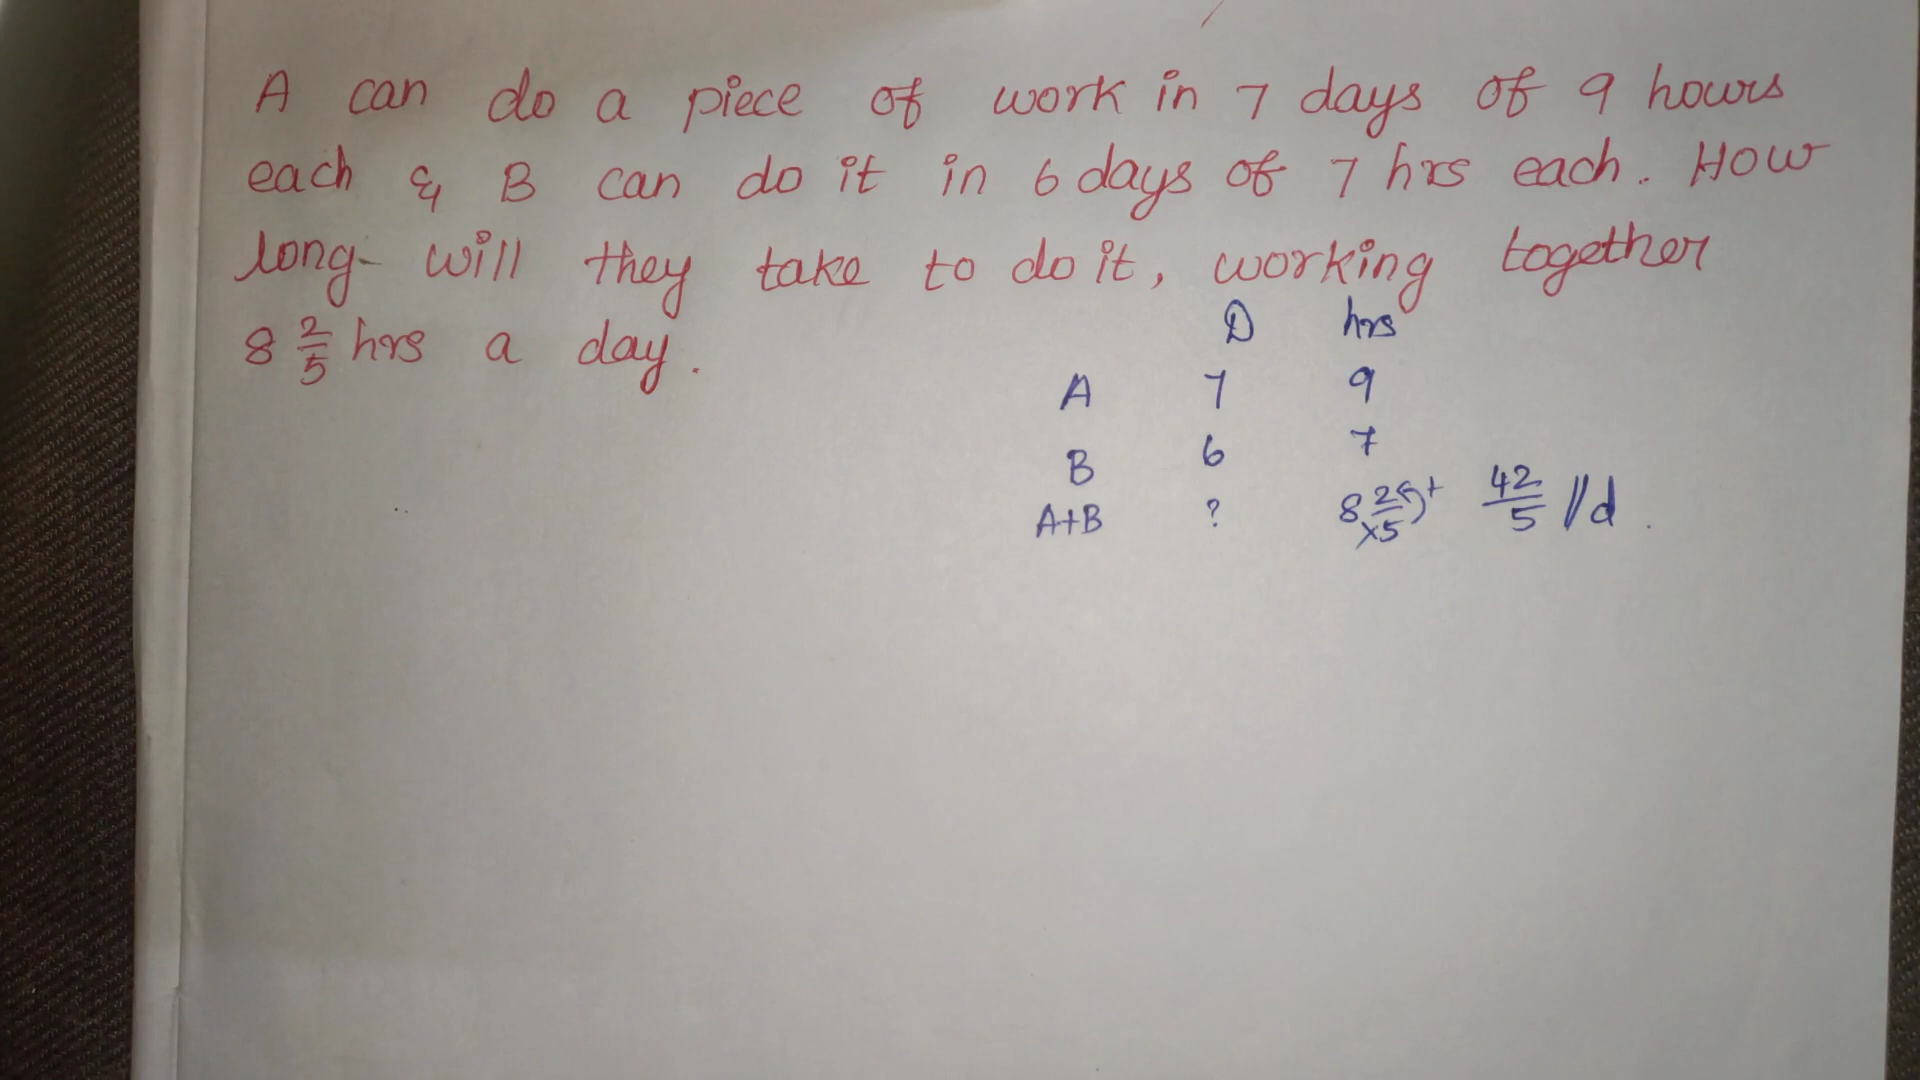 A can do a piece of work in 7 days of 9 hours
each & B can do it in 6 days of 7 hrs each. How
long will they take to do it, working together
8 2/5 hrs a day.
D hrs
A 7 9
B 6 7
A+B ? 8 2/5 × + 42/5 //d.